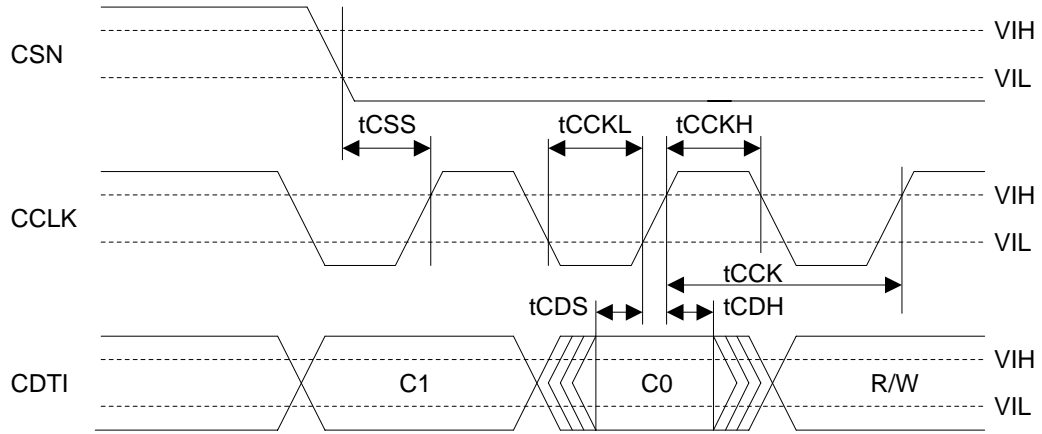 CSN
VIH
VIL
tCSS
tCCKL
tCCKH
CCLK
VIH
VIL
tCCK
tCDS
tCDH
CDTI
C1
C0
R/W
VIH
VIL